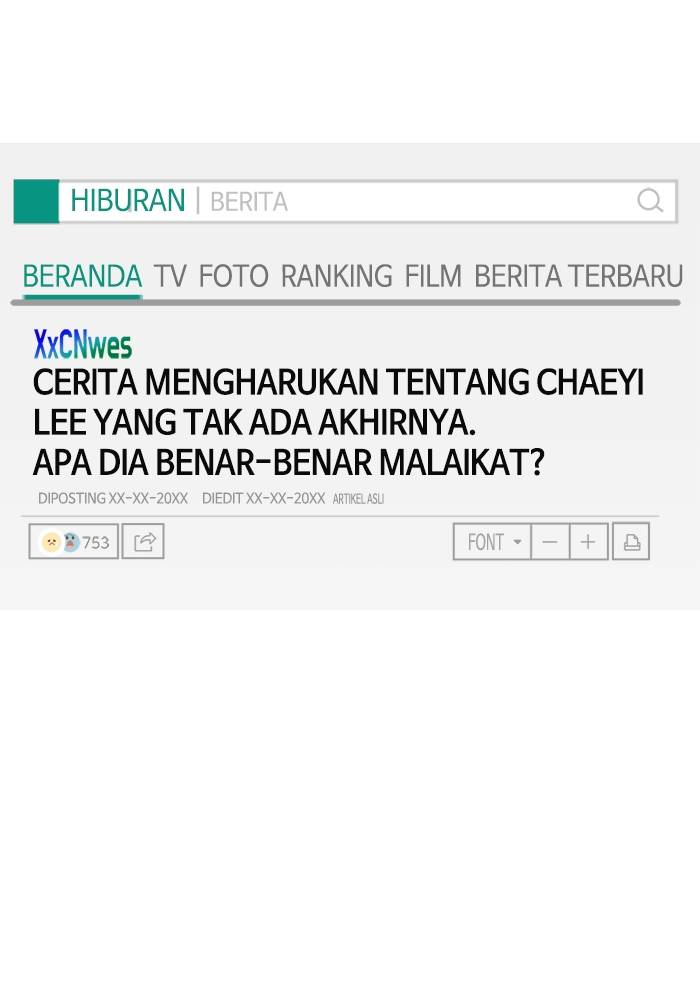 HIBURAN | BERITA
BERANDA TV FOTO RANKING FILM BERITA TERBARU
XxCNwes
CERITA MENGHARUKAN TENTANG CHAEYI
LEE YANG TAK ADA AKHIRNYA.
APA DIA BENAR-BENAR MALAIKAT?
DIPOSTING XX-XX-20XX DIEDIT XX-XX-20XX ARTIKEL ASLI
753 FONT